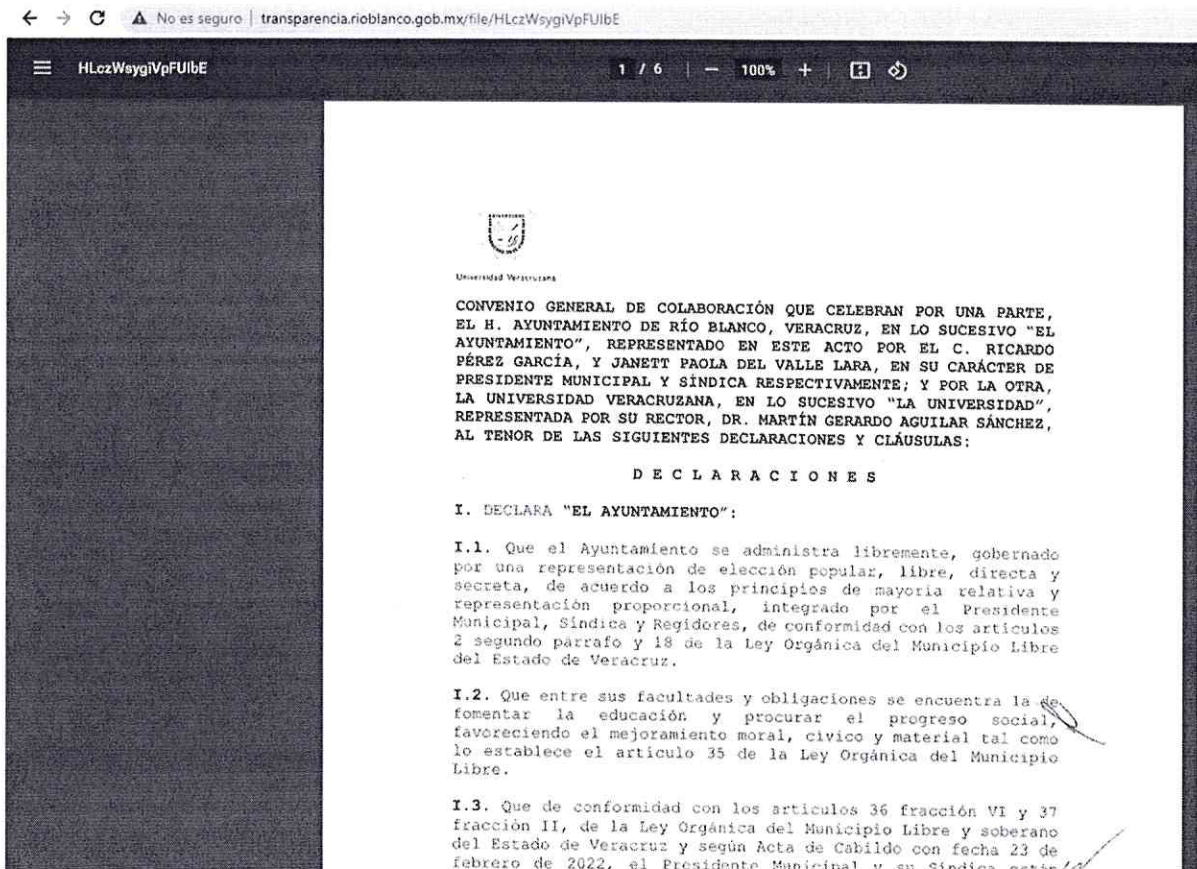 No es seguro | transparencia.rioblanco.gob.mx/file/HLczWsygiVpFUlbE
HLczWsygiVpFUlbE 1 / 6 | − 100% + |
Universidad Veracruzana
CONVENIO GENERAL DE COLABORACIÓN QUE CELEBRAN POR UNA PARTE,
EL H. AYUNTAMIENTO DE RÍO BLANCO, VERACRUZ, EN LO SUCESIVO "EL
AYUNTAMIENTO", REPRESENTADO EN ESTE ACTO POR EL C. RICARDO
PÉREZ GARCÍA, Y JANETT PAOLA DEL VALLE LARA, EN SU CARÁCTER DE
PRESIDENTE MUNICIPAL Y SÍNDICA RESPECTIVAMENTE; Y POR LA OTRA,
LA UNIVERSIDAD VERACRUZANA, EN LO SUCESIVO "LA UNIVERSIDAD",
REPRESENTADA POR SU RECTOR, DR. MARTÍN GERARDO AGUILAR SÁNCHEZ,
AL TENOR DE LAS SIGUIENTES DECLARACIONES Y CLÁUSULAS:
D E C L A R A C I O N E S
I. DECLARA "EL AYUNTAMIENTO":
I.1. Que el Ayuntamiento se administra libremente, gobernado
por una representación de elección popular, libre, directa y
secreta, de acuerdo a los principios de mayoría relativa y
representación proporcional, integrado por el Presidente
Municipal, Síndica y Regidores, de conformidad con los artículos
2 segundo párrafo y 18 de la Ley Orgánica del Municipio Libre
del Estado de Veracruz.
I.2. Que entre sus facultades y obligaciones se encuentra la de
fomentar la educación y procurar el progreso social,
favoreciendo el mejoramiento moral, cívico y material tal como
lo establece el artículo 35 de la Ley Orgánica del Municipio
Libre.
I.3. Que de conformidad con los artículos 36 fracción VI y 37
fracción II, de la Ley Orgánica del Municipio Libre y soberano
del Estado de Veracruz y según Acta de Cabildo con fecha 23 de
febrero de 2022, el Presidente Municipal y su Síndica están